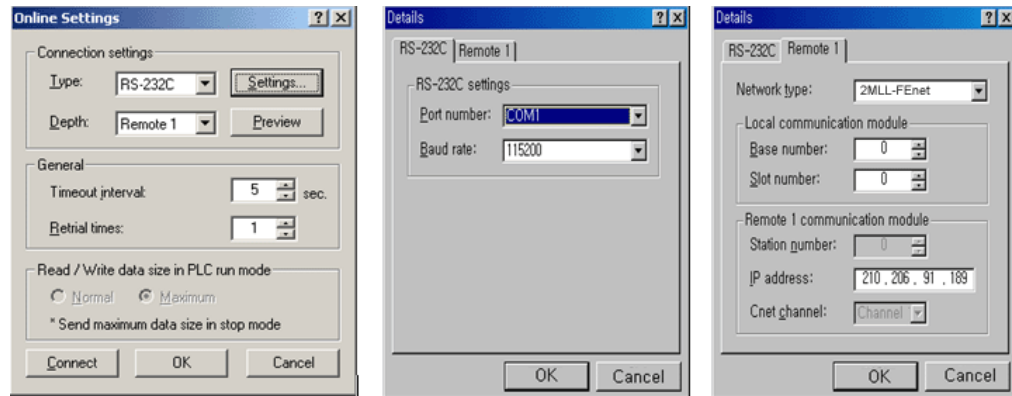 Online Settings
Connection settings
Type: RS-232C Settings...
Depth: Remote 1 Preview
General
Timeout interval: 5 sec.
Retrial times: 1
Read / Write data size in PLC run mode
Normal Maximum
* Send maximum data size in stop mode
Connect OK Cancel
Details
RS-232C Remote 1
RS-232C settings
Port number: COM1
Baud rate: 115200
OK Cancel
Details
RS-232C Remote 1
Network type: 2MLL-FEnet
Local communication module
Base number: 0
Slot number: 0
Remote 1 communication module
Station number: 0
IP address: 210 . 206 . 91 . 189
Cnet channel: Channel
OK Cancel